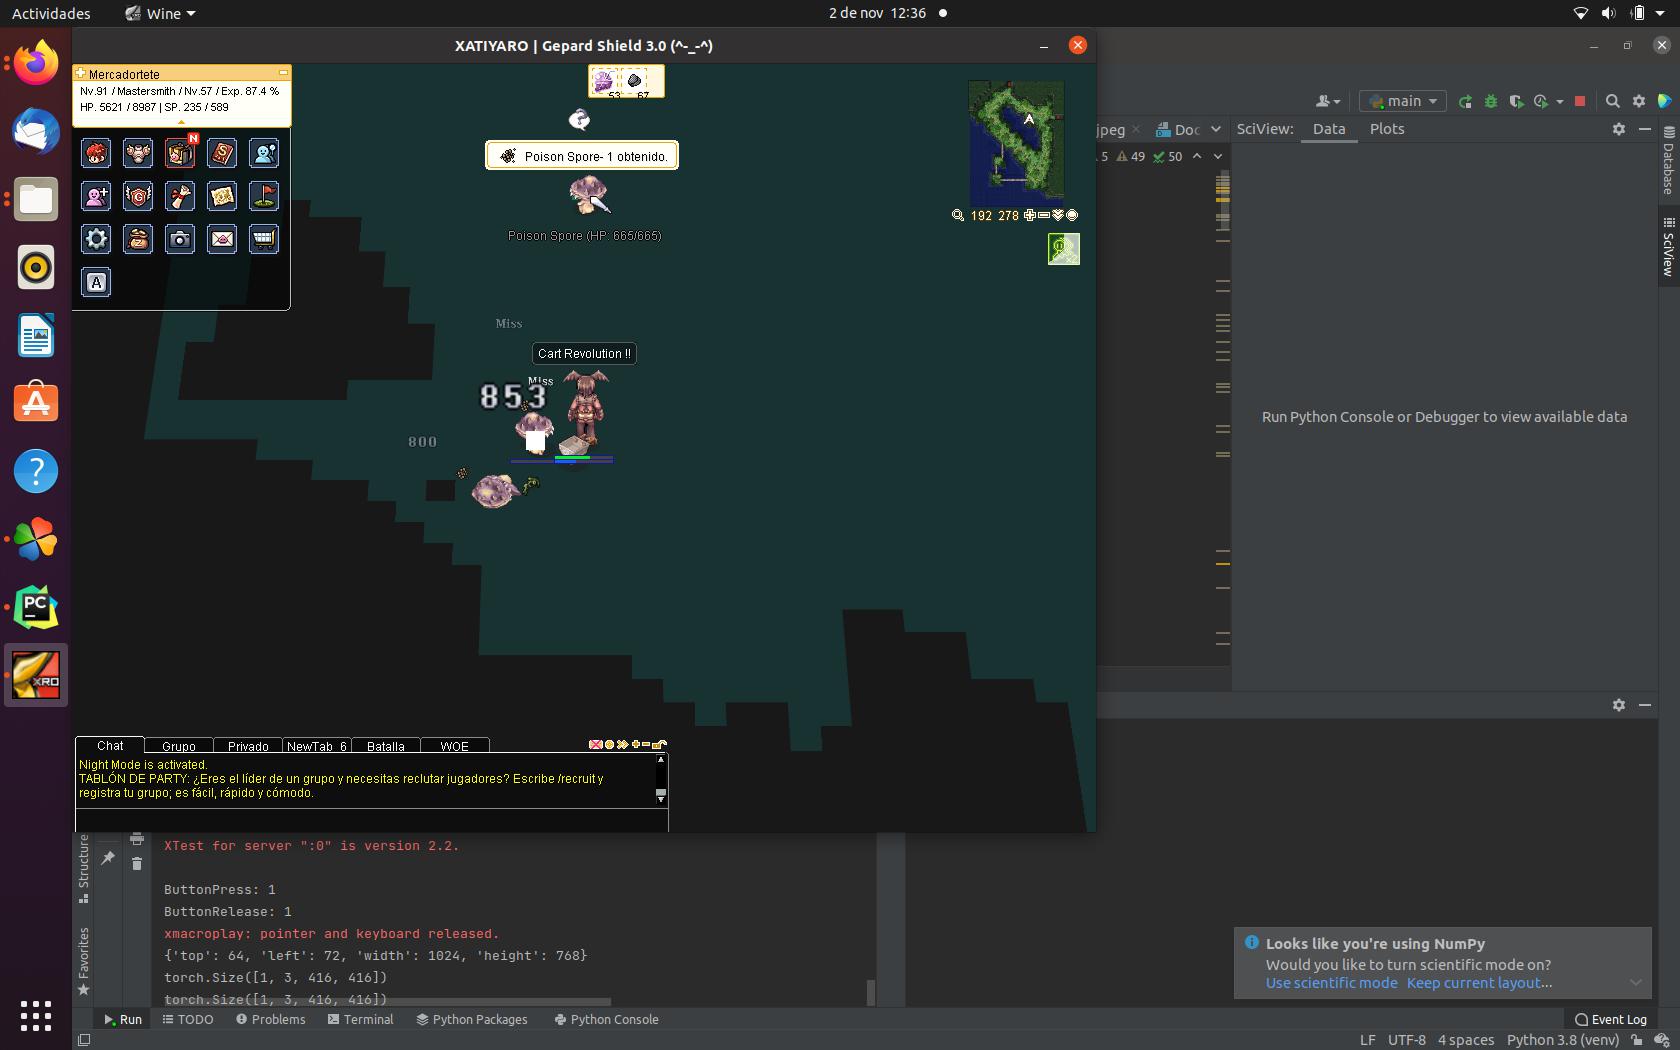 Actividades
Wine
2 de nov 12:36
XATIYARO | Gepard Shield 3.0 (^-_-^)
Mercadortete
Nv.91 / Mastersmith / Nv.57 / Exp. 87.4 %
HP. 5621 / 8987 | SP. 235 / 589
N
A
53
67
Poison Spore- 1 obtenido.
Poison Spore (HP: 665/665)
192 278
Miss
Cart Revolution !!
Miss
853
800
Chat
Grupo
Privado
NewTab_6
Batalla
WOE
Night Mode is activated.
TABLÓN DE PARTY: ¿Eres el líder de un grupo y necesitas reclutar jugadores? Escribe /recruit y
registra tu grupo; es fácil, rápido y cómodo.
PC
XRO
main
jpeg
Doc
5
49
50
SciView:
Data
Plots
Database
SciView
Run Python Console or Debugger to view available data
XTest for server ":0" is version 2.2.
ButtonPress: 1
ButtonRelease: 1
xmacroplay: pointer and keyboard released.
{'top': 64, 'left': 72, 'width': 1024, 'height': 768}
torch.Size([1, 3, 416, 416])
torch.Size([1, 3, 416, 416])
Structure
Favorites
Looks like you're using NumPy
Would you like to turn scientific mode on?
Use scientific mode Keep current layout...
Run
TODO
Problems
Terminal
Python Packages
Python Console
Event Log
LF UTF-8 4 spaces Python 3.8 (venv)